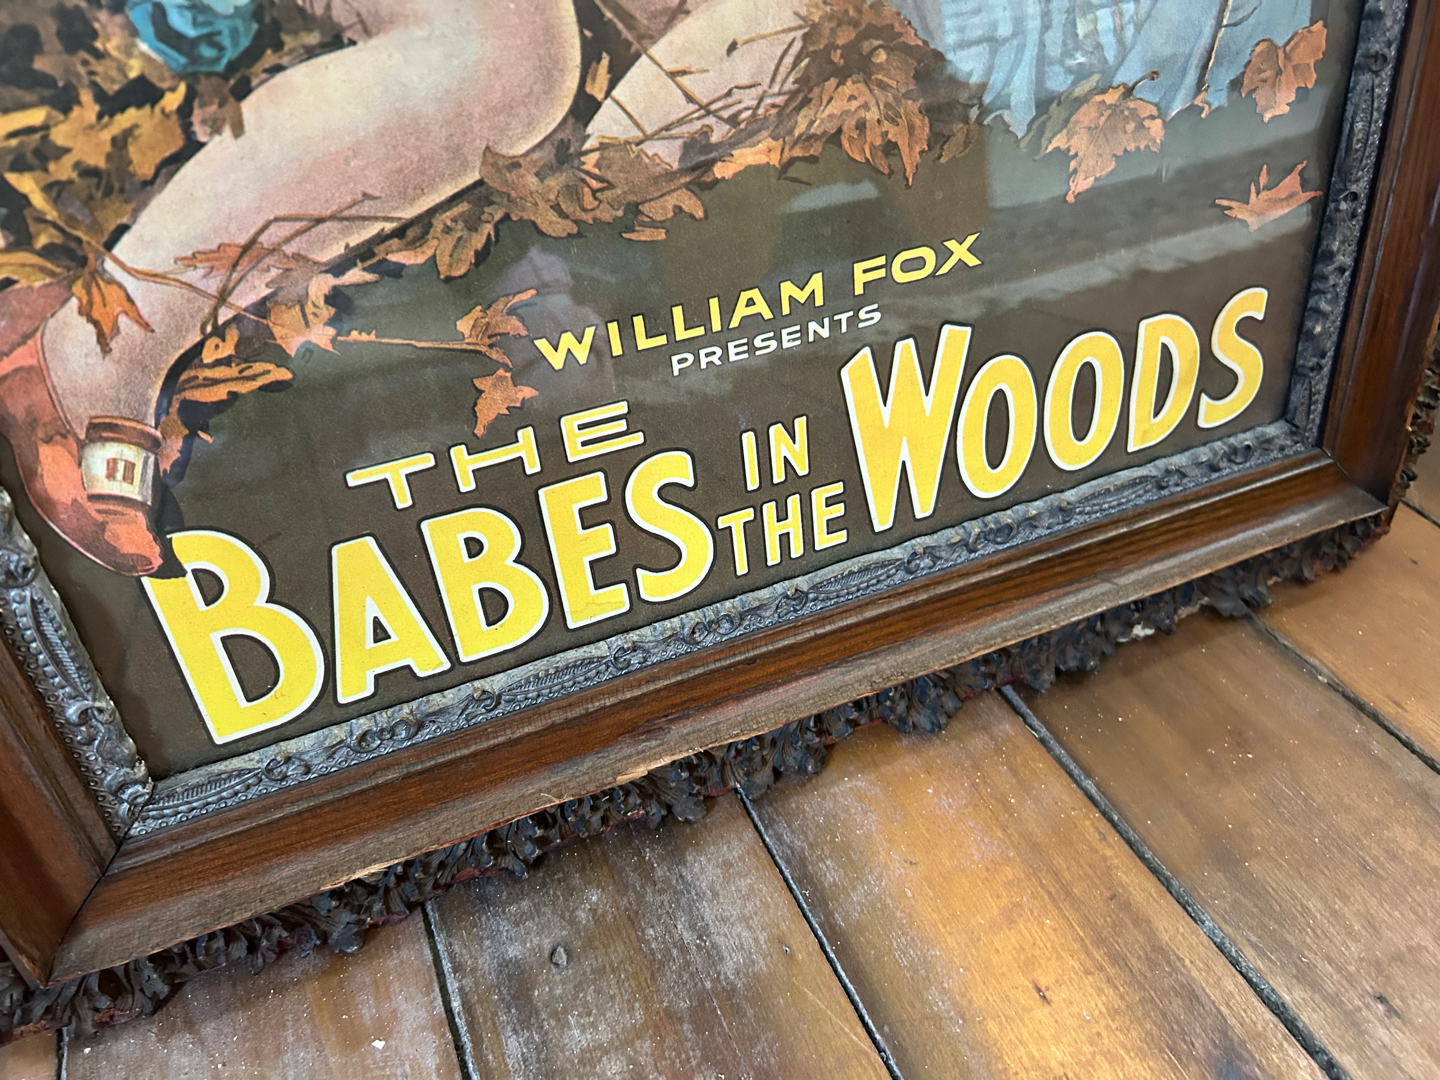 WILLIAM FOX
PRESENTS
THE
BABES IN THE WOODS